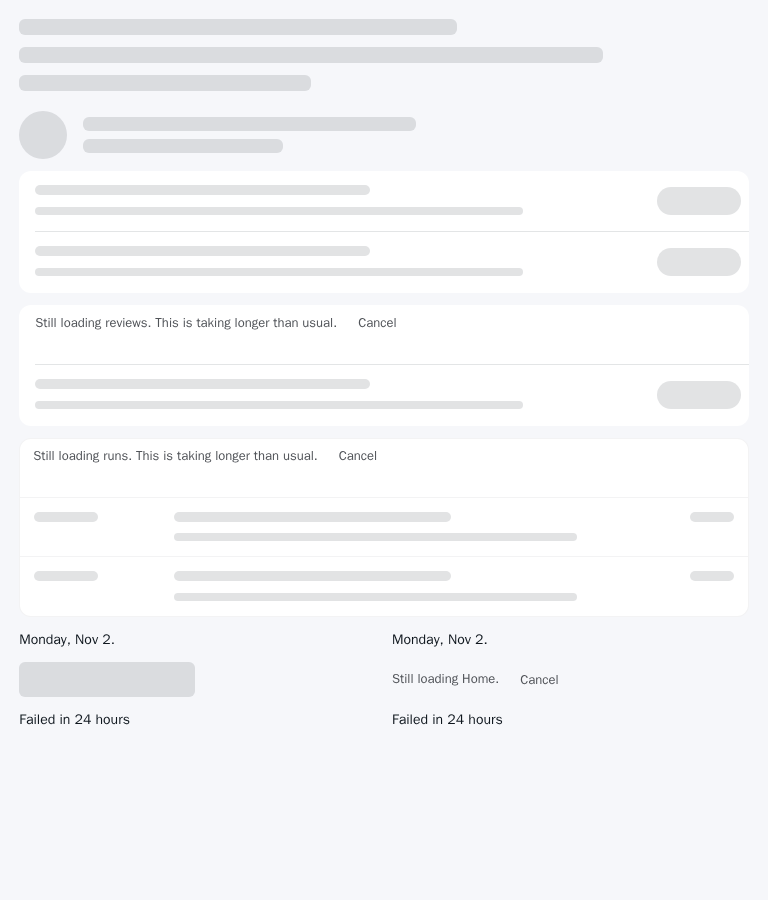 Still loading reviews. This is taking longer than usual. Cancel
Still loading runs. This is taking longer than usual. Cancel
Monday, Nov 2.
Failed in 24 hours
Monday, Nov 2.
Still loading Home. Cancel
Failed in 24 hours